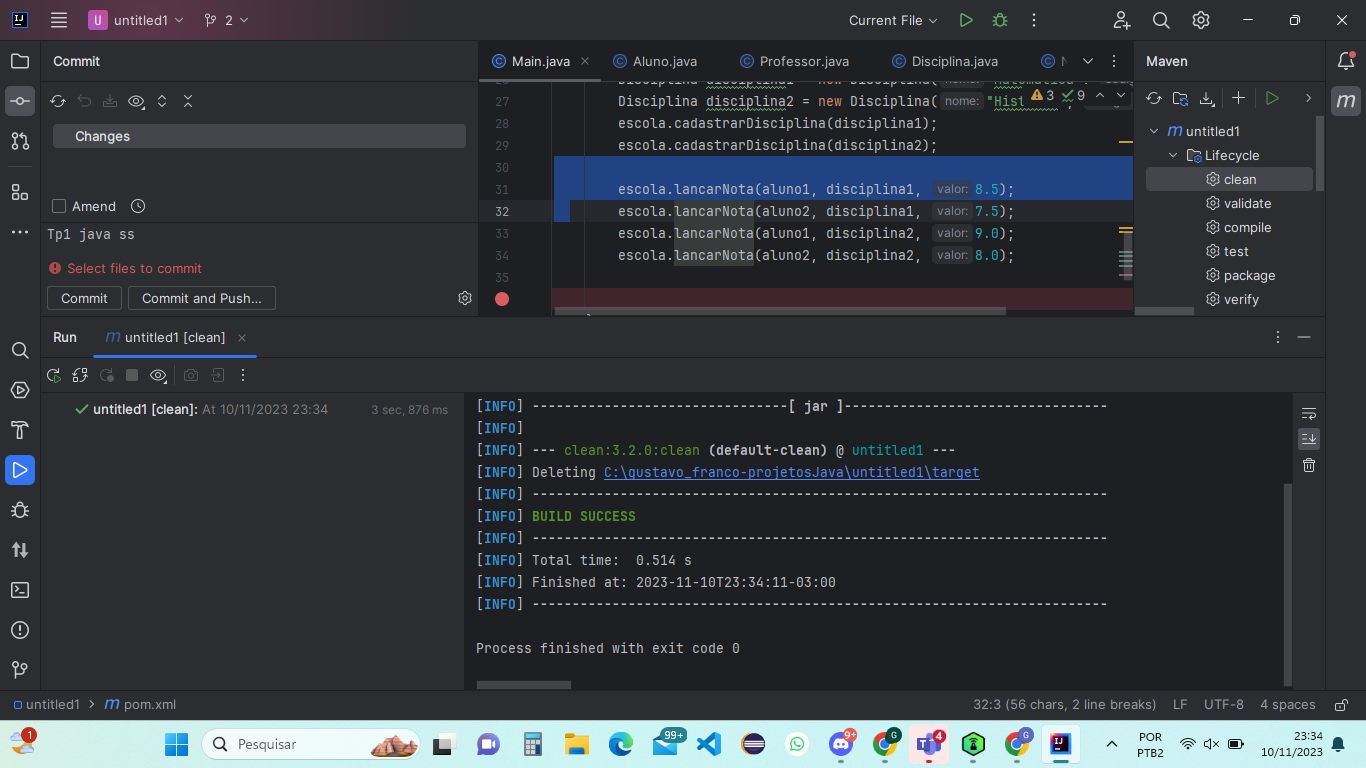 U untitled1
2
Current File
Commit
Main.java
Aluno.java
Professor.java
Disciplina.java
Maven
Changes
Amend
Tp1 java ss
Select files to commit
Commit
Commit and Push...
27 Disciplina disciplina2 = new Disciplina( nome: "Hist
3 9
28 escola.cadastrarDisciplina(disciplina1);
29 escola.cadastrarDisciplina(disciplina2);
30
31 escola.lancarNota(aluno1, disciplina1, valor: 8.5);
32 escola.lancarNota(aluno2, disciplina1, valor: 7.5);
33 escola.lancarNota(aluno1, disciplina2, valor: 9.0);
34 escola.lancarNota(aluno2, disciplina2, valor: 8.0);
35
untitled1
Lifecycle
clean
validate
compile
test
package
verify
Run
untitled1 [clean]
untitled1 [clean]: At 10/11/2023 23:34 3 sec, 876 ms
[INFO] --------------------------------[ jar ]---------------------------------
[INFO]
[INFO] --- clean:3.2.0:clean (default-clean) @ untitled1 ---
[INFO] Deleting C:\gustavo_franco-projetosJava\untitled1\target
[INFO] ------------------------------------------------------------------------
[INFO] BUILD SUCCESS
[INFO] ------------------------------------------------------------------------
[INFO] Total time:  0.514 s
[INFO] Finished at: 2023-11-10T23:34:11-03:00
[INFO] ------------------------------------------------------------------------
Process finished with exit code 0
untitled1 > pom.xml
32:3 (56 chars, 2 line breaks) LF UTF-8 4 spaces
1
Pesquisar
99+
9+
G
4
G
POR
PTB2
23:34
10/11/2023